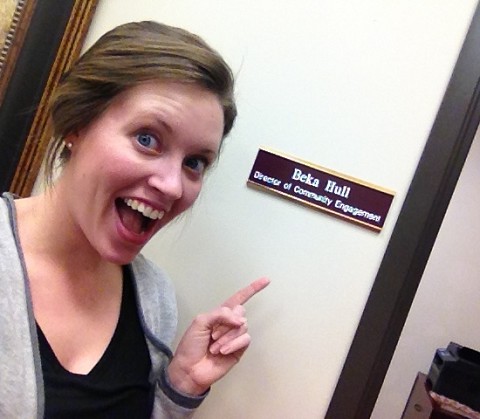 Beka Hull
Director of Community Engagement